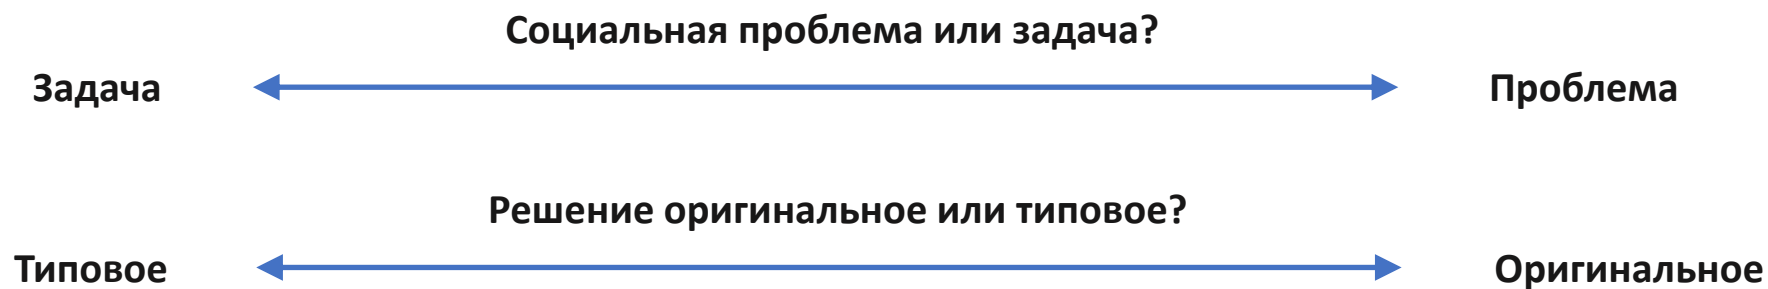 Социальная проблема или задача?
Задача
Проблема
Решение оригинальное или типовое?
Типовое
Оригинальное